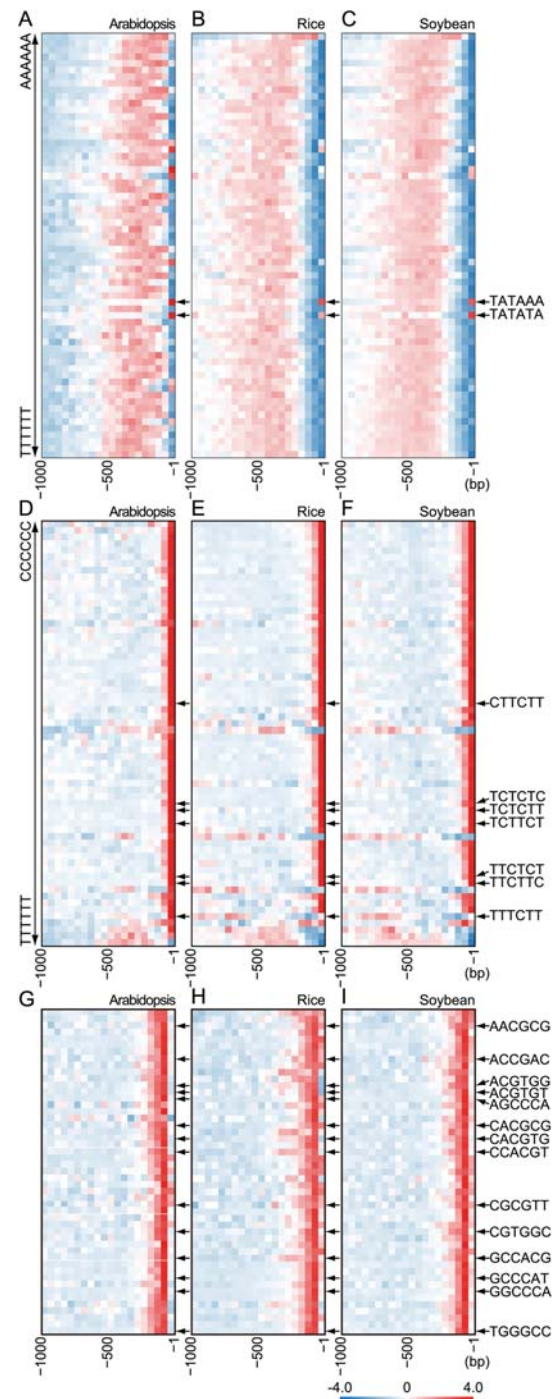 A Arabidopsis
B Rice
C Soybean
AAAAAA
TTTTTT
TATAAA
TATATA
−1000 −500 −1
−1000 −500 −1
−1000 −500 −1
(bp)
D Arabidopsis
E Rice
F Soybean
CCCCCC
TTTTTT
CTTCTT
TCTCTC
TCTCTT
TCTTCT
TTCTCT
TTCTTC
TTTCTT
−1000 −500 −1
−1000 −500 −1
−1000 −500 −1
(bp)
G Arabidopsis
H Rice
I Soybean
AACGCG
ACCGAC
ACGTGG
ACGTGT
AGCCCA
CACGCG
CACGTG
CCACGT
CGCGTT
CGTGGC
GCCACG
GCCCAT
GGCCCA
TGGGCC
−1000 −500 −1
−1000 −500 −1
−1000 −500 −1
(bp)
-4.0 0 4.0